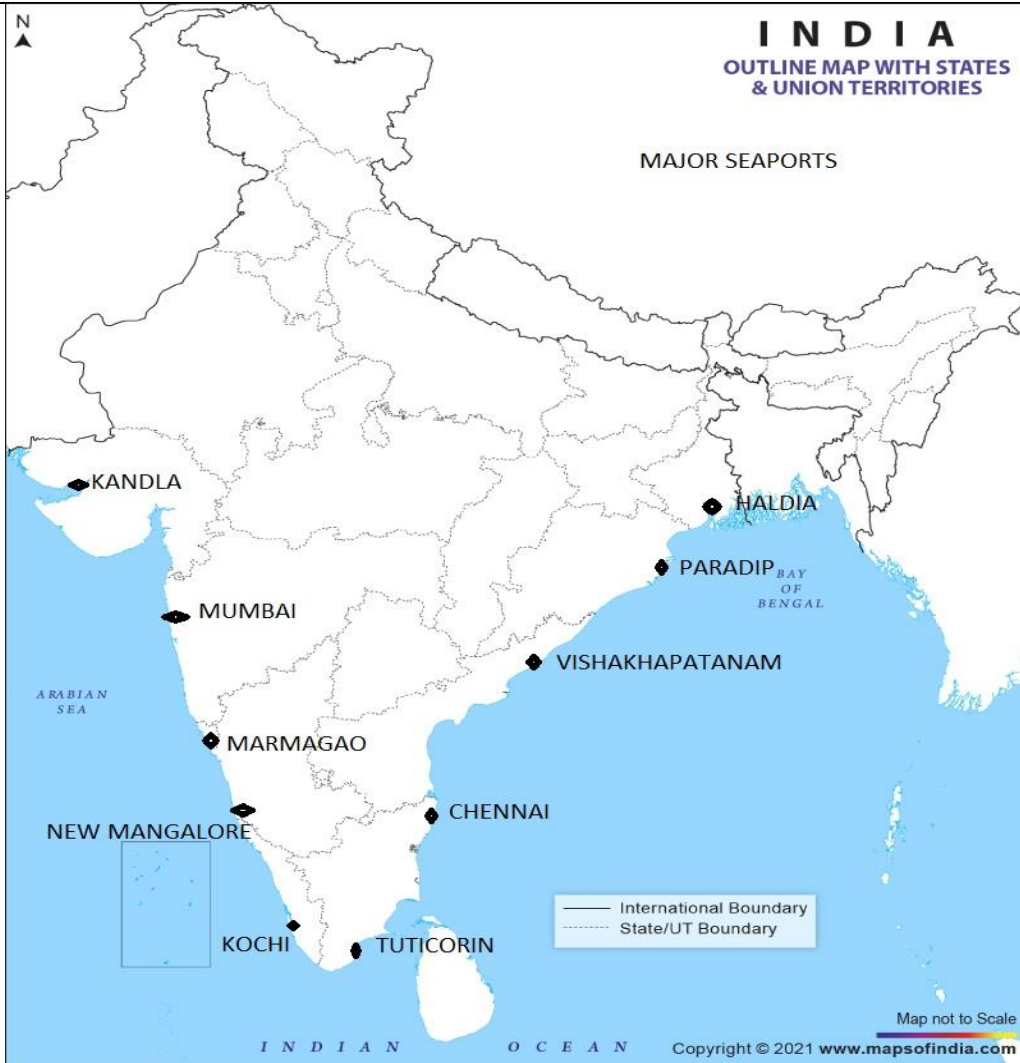 N
INDIA
OUTLINE MAP WITH STATES
& UNION TERRITORIES
MAJOR SEAPORTS
KANDLA
HALDIA
PARADIP
BAY
OF
BENGAL
MUMBAI
VISHAKHAPATANAM
ARABIAN
SEA
MARMAGAO
CHENNAI
NEW MANGALORE
International Boundary
State/UT Boundary
KOCHI
TUTICORIN
Map not to Scale
INDIAN OCEAN
Copyright © 2021 www.mapsofindia.com